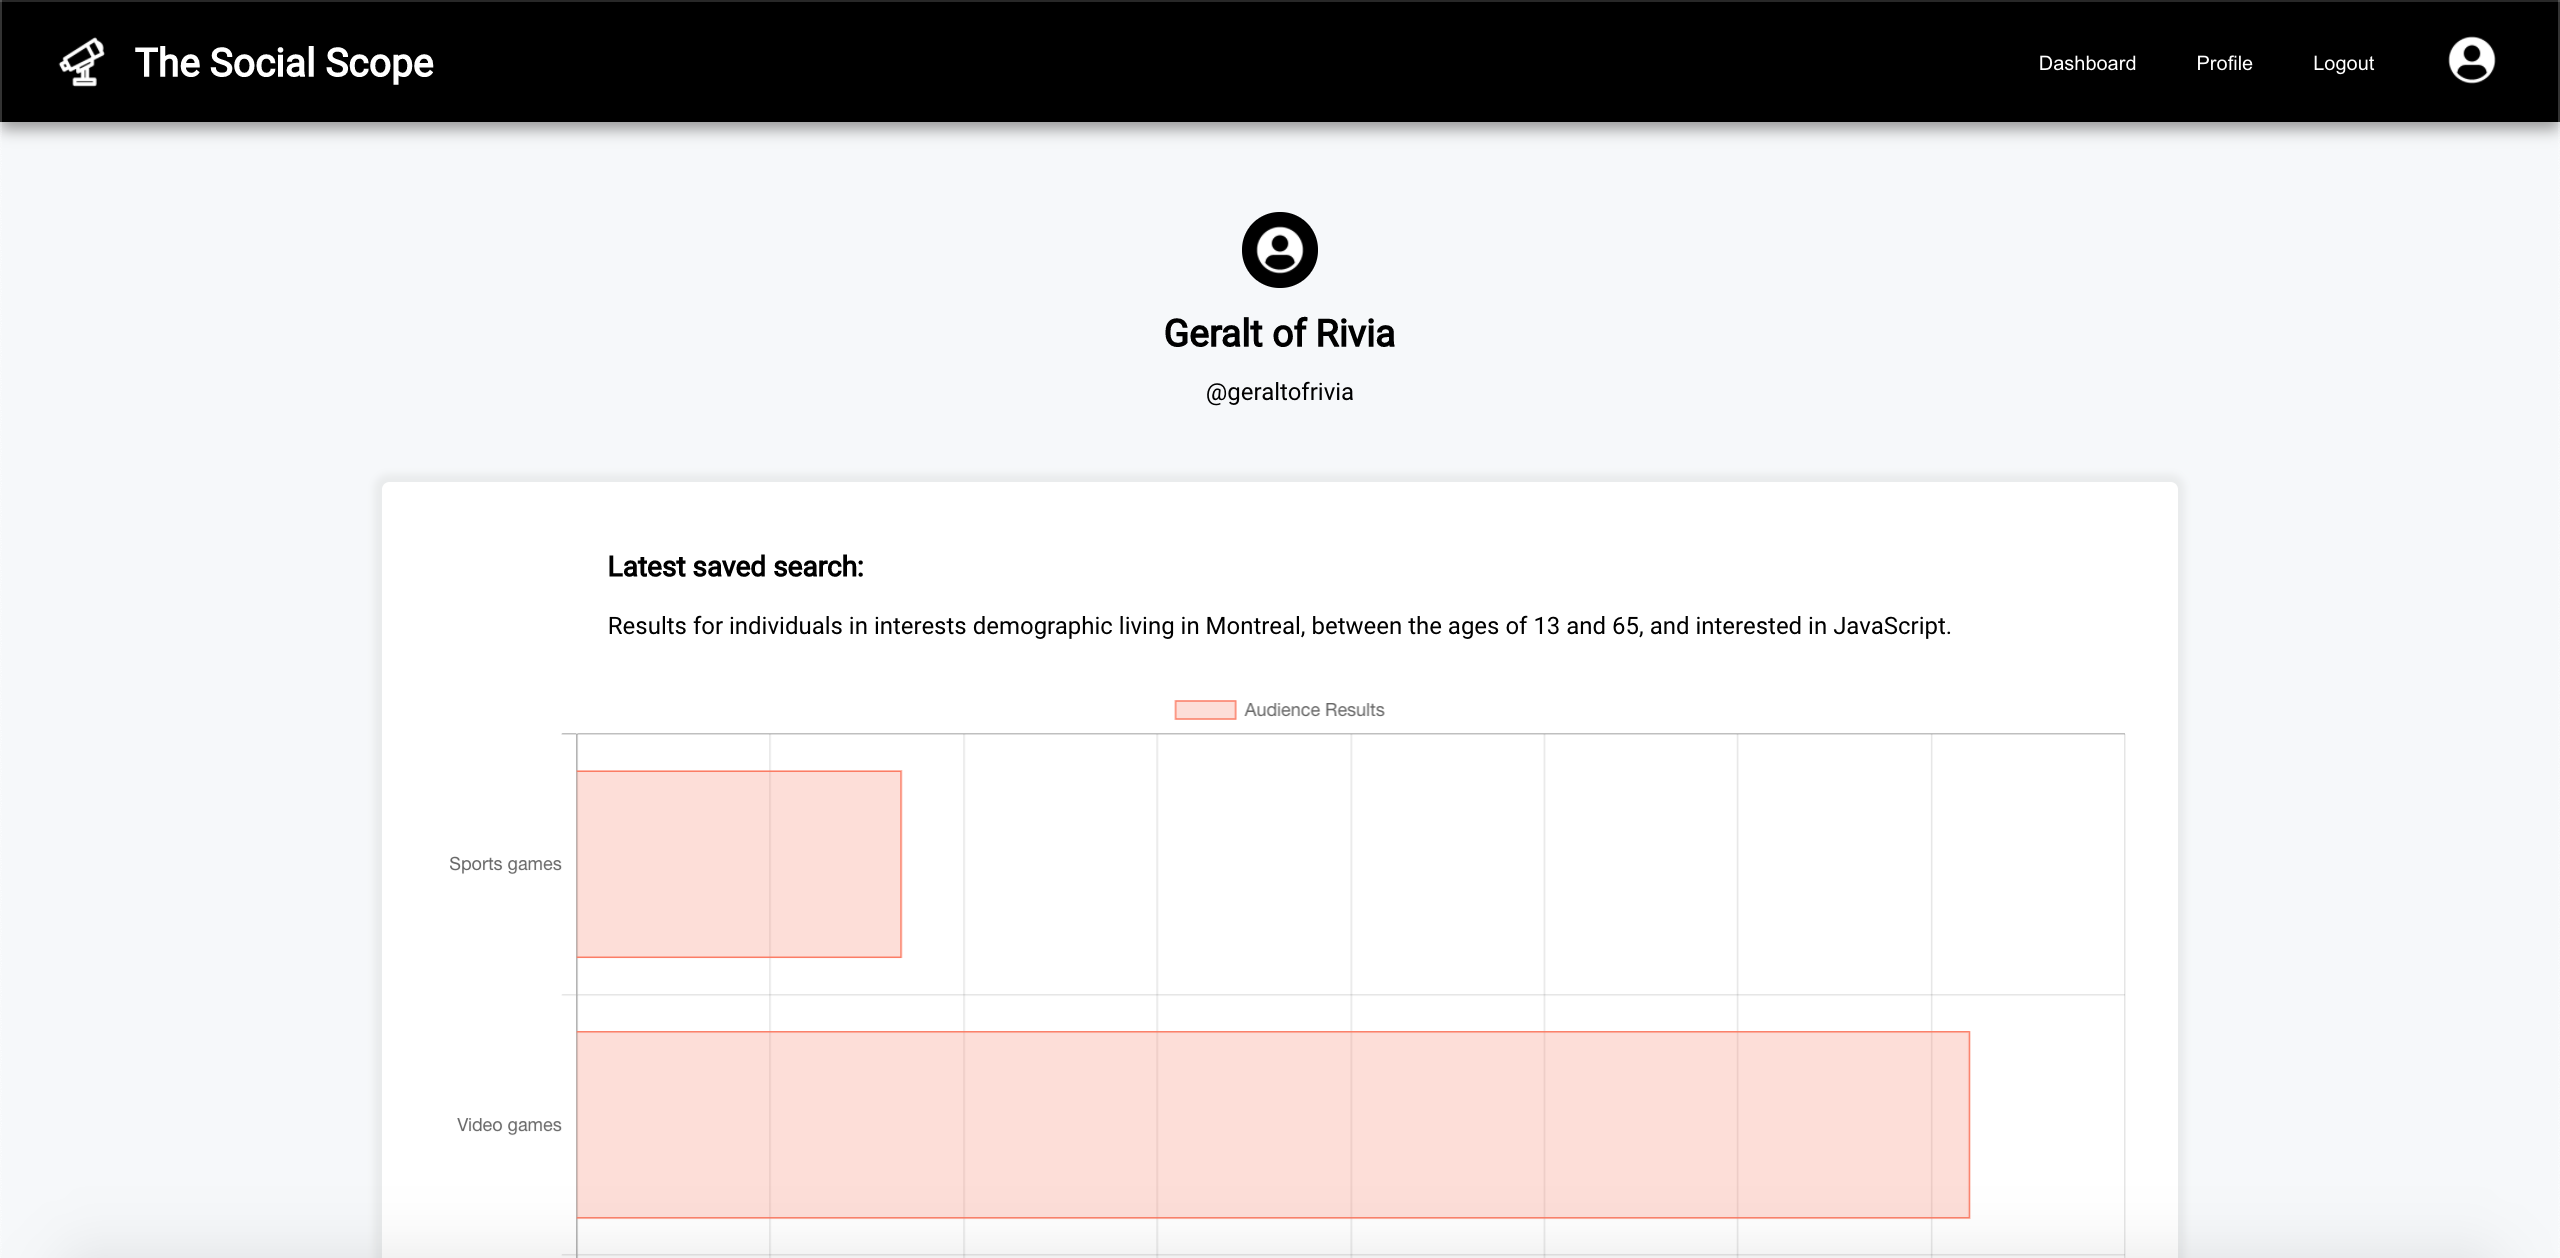 The Social Scope
Dashboard
Profile
Logout
Geralt of Rivia
@geraltofrivia
Latest saved search:
Results for individuals in interests demographic living in Montreal, between the ages of 13 and 65, and interested in JavaScript.
Audience Results
Sports games
Video games